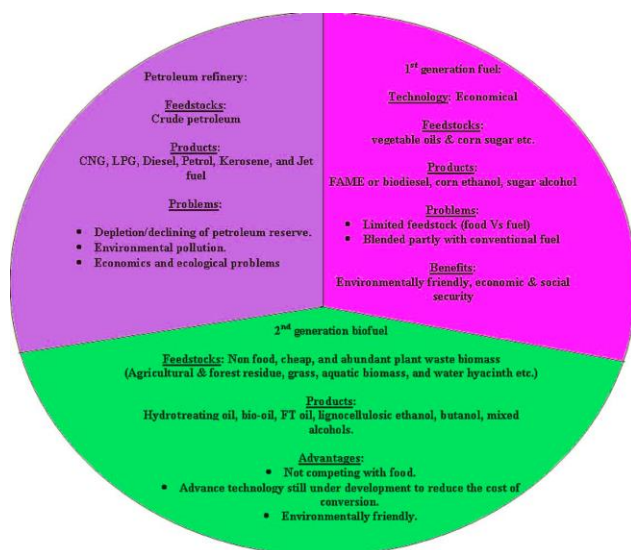 Petroleum refinery:
Feedstocks:
Crude petroleum
Products:
CNG, LPG, Diesel, Petrol, Kerosene, and Jet
fuel
Problems:
• Depletion/declining of petroleum reserve.
• Environmental pollution.
• Economics and ecological problems
1st generation fuel:
Technology: Economical
Feedstocks:
vegetable oils & corn sugar etc.
Products:
FAME or biodiesel, corn ethanol, sugar alcohol
Problems:
• Limited feedstock (food Vs fuel)
• Blended partly with conventional fuel
Benefits:
Environmentally friendly, economic & social
security
2nd generation biofuel
Feedstocks: Non food, cheap, and abundant plant waste biomass
(Agricultural & forest residue, grass, aquatic biomass, and water hyacinth etc.)
Products:
Hydrotreating oil, bio-oil, FT oil, lignocellulosic ethanol, butanol, mixed
alcohols.
Advantages:
• Not competing with food.
• Advance technology still under development to reduce the cost of
conversion.
• Environmentally friendly.